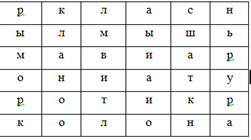 р к л а с н
ы л м ы ш ь
м а в и а р
о н и а т у
р о т и к р
к о л о н а